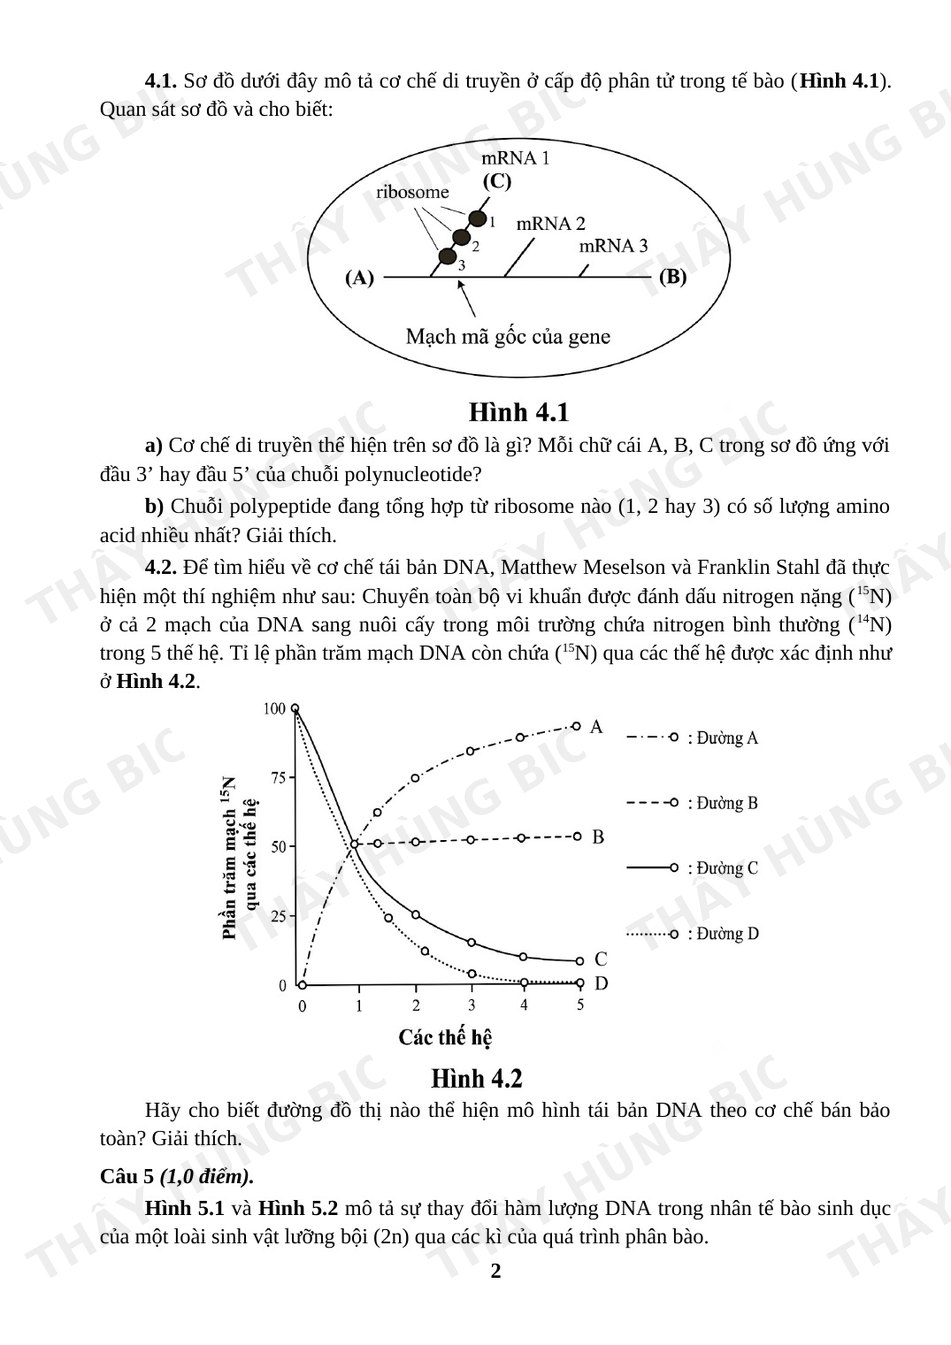 4.1. Sơ đồ dưới đây mô tả cơ chế di truyền ở cấp độ phân tử trong tế bào (Hình 4.1).
Quan sát sơ đồ và cho biết:
mRNA 1
(C)
ribosome
1
mRNA 2
2
mRNA 3
3
(A)
(B)
Mạch mã gốc của gene
Hình 4.1
a) Cơ chế di truyền thể hiện trên sơ đồ là gì? Mỗi chữ cái A, B, C trong sơ đồ ứng với
đầu 3’ hay đầu 5’ của chuỗi polynucleotide?
b) Chuỗi polypeptide đang tổng hợp từ ribosome nào (1, 2 hay 3) có số lượng amino
acid nhiều nhất? Giải thích.
4.2. Để tìm hiểu về cơ chế tái bản DNA, Matthew Meselson và Franklin Stahl đã thực
hiện một thí nghiệm như sau: Chuyển toàn bộ vi khuẩn được đánh dấu nitrogen nặng (¹⁵N)
ở cả 2 mạch của DNA sang nuôi cấy trong môi trường chứa nitrogen bình thường (¹⁴N)
trong 5 thế hệ. Tỉ lệ phần trăm mạch DNA còn chứa (¹⁵N) qua các thế hệ được xác định như
ở Hình 4.2.
Phần trăm mạch ¹⁵N
qua các thế hệ
100
75
50
25
0
0 1 2 3 4 5
A
B
C
D
: Đường A
: Đường B
: Đường C
: Đường D
Các thế hệ
Hình 4.2
Hãy cho biết đường đồ thị nào thể hiện mô hình tái bản DNA theo cơ chế bán bảo
toàn? Giải thích.
Câu 5 (1,0 điểm).
Hình 5.1 và Hình 5.2 mô tả sự thay đổi hàm lượng DNA trong nhân tế bào sinh dục
của một loài sinh vật lưỡng bội (2n) qua các kì của quá trình phân bào.
2
THẦY HÙNG BIC